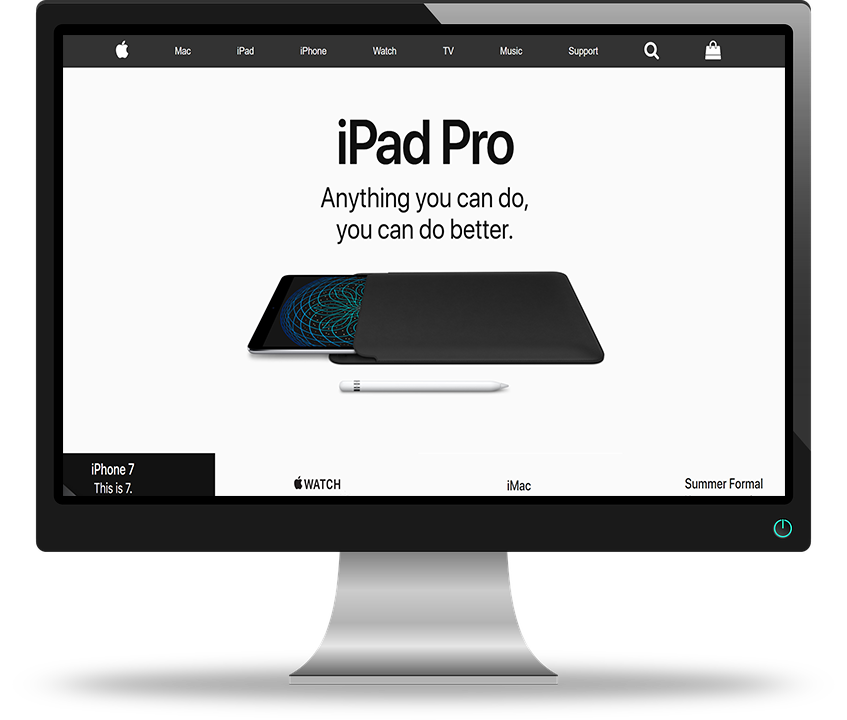 Mac iPad iPhone Watch TV Music Support
iPad Pro
Anything you can do,
you can do better.
iPhone 7
This is 7.
WATCH
iMac
Summer Formal